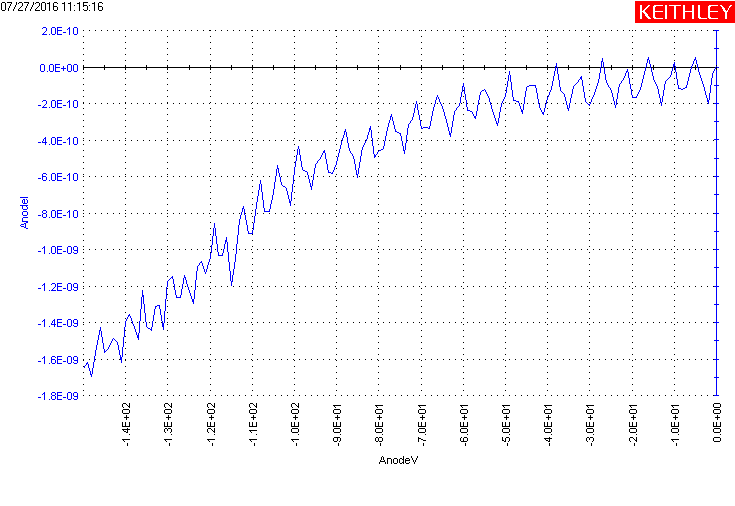 07/27/2016 11:15:16
KEITHLEY
2.0E-10
0.0E+00
-2.0E-10
-4.0E-10
-6.0E-10
-8.0E-10
-1.0E-09
-1.2E-09
-1.4E-09
-1.6E-09
-1.8E-09
AnodeI
-1.4E+02
-1.3E+02
-1.2E+02
-1.1E+02
-1.0E+02
-9.0E+01
-8.0E+01
-7.0E+01
-6.0E+01
-5.0E+01
-4.0E+01
-3.0E+01
-2.0E+01
-1.0E+01
0.0E+00
AnodeV